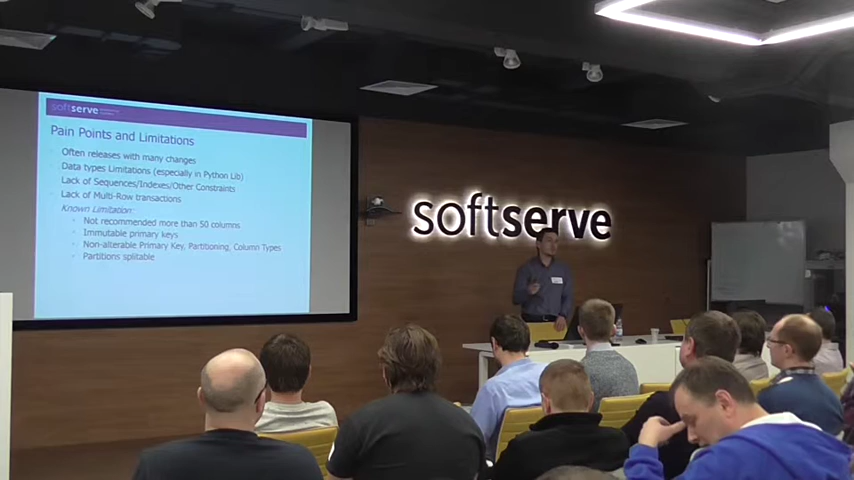 softserve
Pain Points and Limitations
Often releases with many changes
Data types Limitations (especially in Python Lib)
Lack of Sequences/Indexes/Other Constraints
Lack of Multi-Row transactions
Known Limitation:
Not recommended more than 50 columns
Immutable primary keys
Non-alterable Primary Key, Partitioning, Column Types
Partitions splitable
softserve